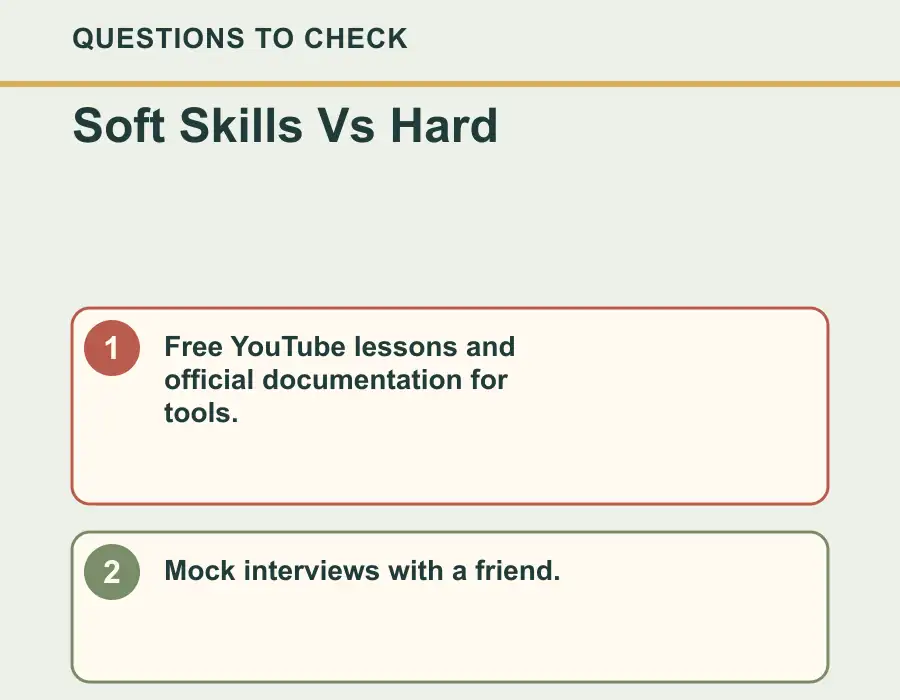 QUESTIONS TO CHECK
Soft Skills Vs Hard
1
Free YouTube lessons and
official documentation for
tools.
2
Mock interviews with a friend.